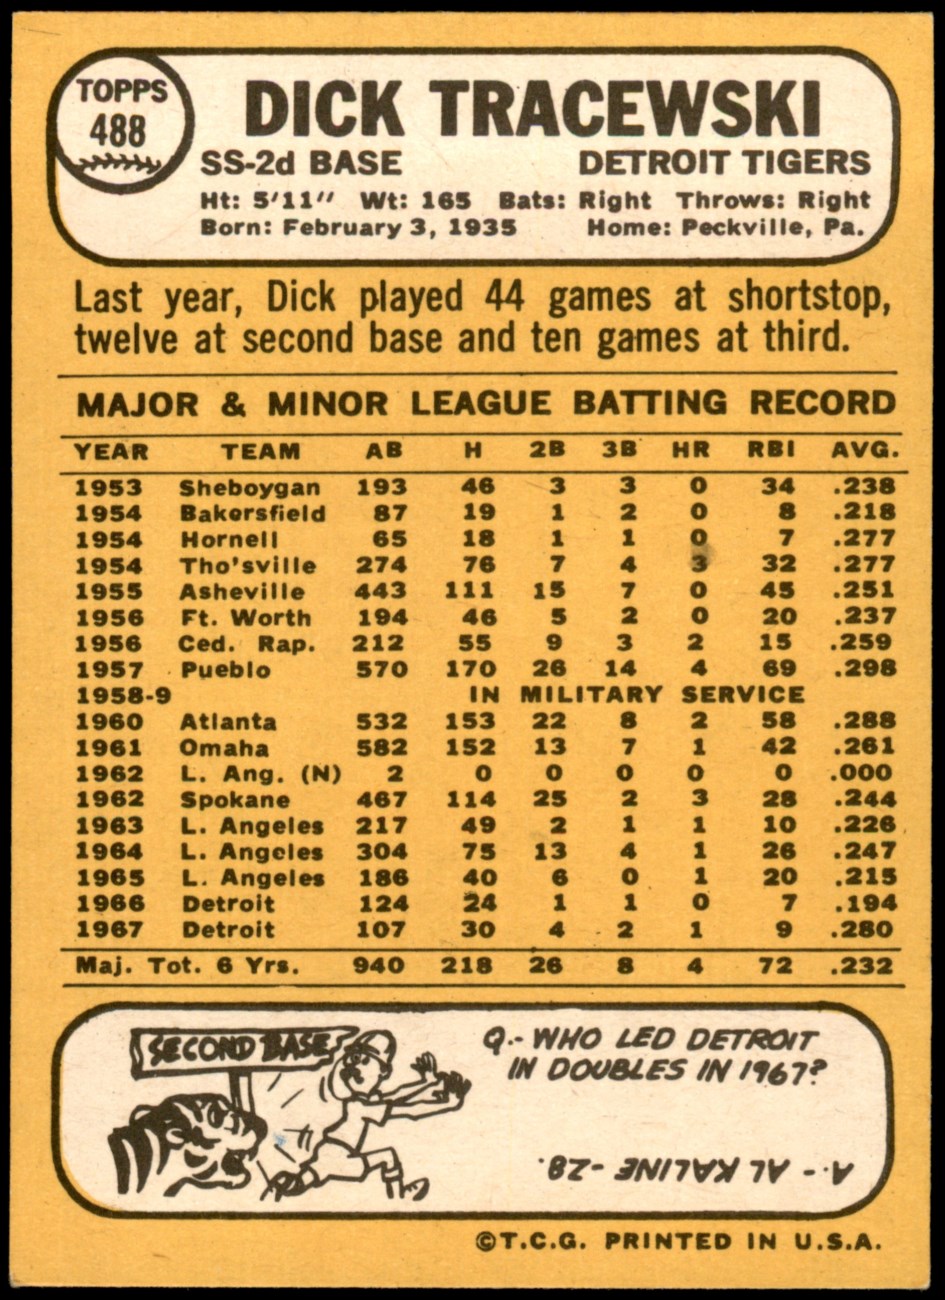 TOPPS
488
DICK TRACEWSKI
SS-2d BASE DETROIT TIGERS
Ht: 5'11" Wt: 165 Bats: Right Throws: Right
Born: February 3, 1935 Home: Peckville, Pa.
Last year, Dick played 44 games at shortstop,
twelve at second base and ten games at third.
MAJOR & MINOR LEAGUE BATTING RECORD
YEAR TEAM AB H 2B 3B HR RBI AVG.
1953 Sheboygan 193 46 3 3 0 34 .238
1954 Bakersfield 87 19 1 2 0 8 .218
1954 Hornell 65 18 1 1 0 7 .277
1954 Tho'sville 274 76 7 4 3 32 .277
1955 Asheville 443 111 15 7 0 45 .251
1956 Ft. Worth 194 46 5 2 0 20 .237
1956 Ced. Rap. 212 55 9 3 2 15 .259
1957 Pueblo 570 170 26 14 4 69 .298
1958-9 IN MILITARY SERVICE
1960 Atlanta 532 153 22 8 2 58 .288
1961 Omaha 582 152 13 7 1 42 .261
1962 L. Ang. (N) 2 0 0 0 0 0 .000
1962 Spokane 467 114 25 2 3 28 .244
1963 L. Angeles 217 49 2 1 1 10 .226
1964 L. Angeles 304 75 13 4 1 26 .247
1965 L. Angeles 186 40 6 0 1 20 .215
1966 Detroit 124 24 1 1 0 7 .194
1967 Detroit 107 30 4 2 1 9 .280
Maj. Tot. 6 Yrs. 940 218 26 8 4 72 .232
SECOND BASE
Q.- WHO LED DETROIT
IN DOUBLES IN 1967?
A.- AL KALINE -28.
©T.C.G. PRINTED IN U.S.A.